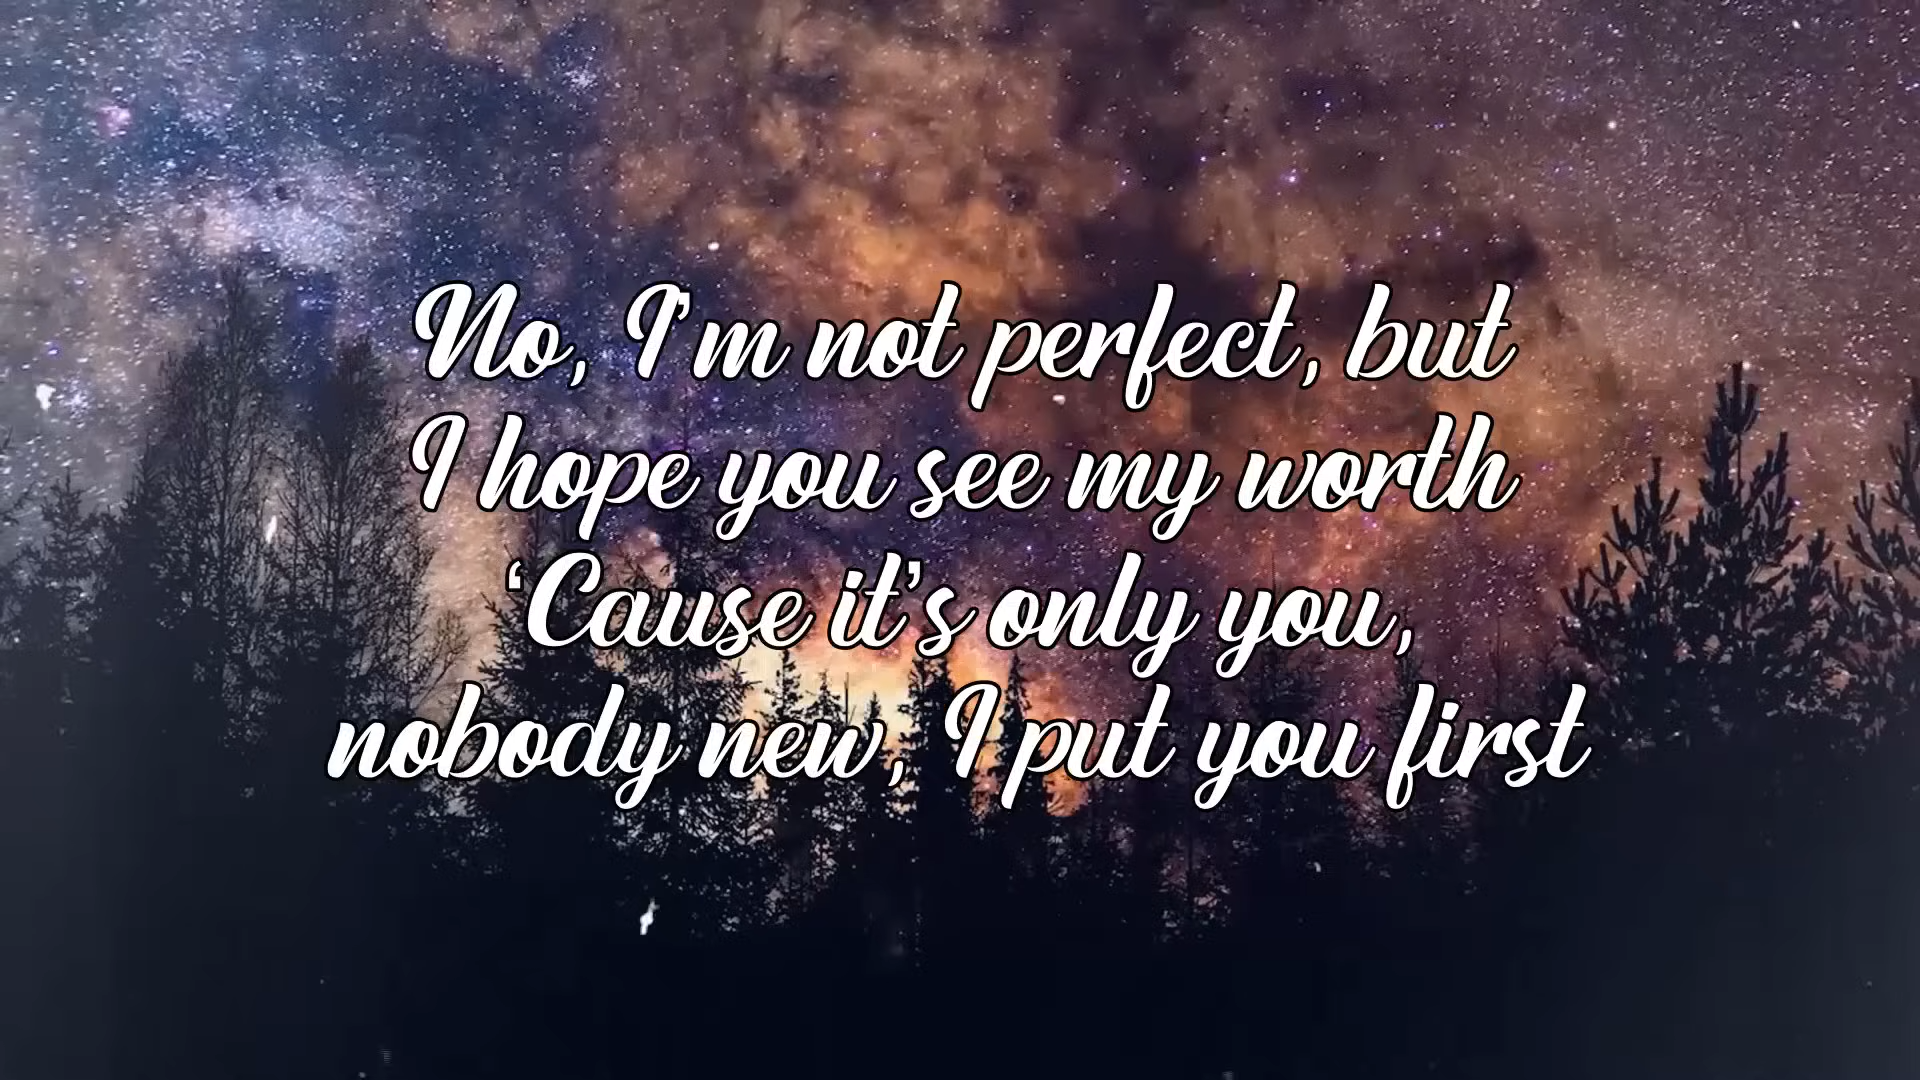 No, I'm not perfect, but
I hope you see my worth
‘Cause it’s only you,
nobody new, I put you first